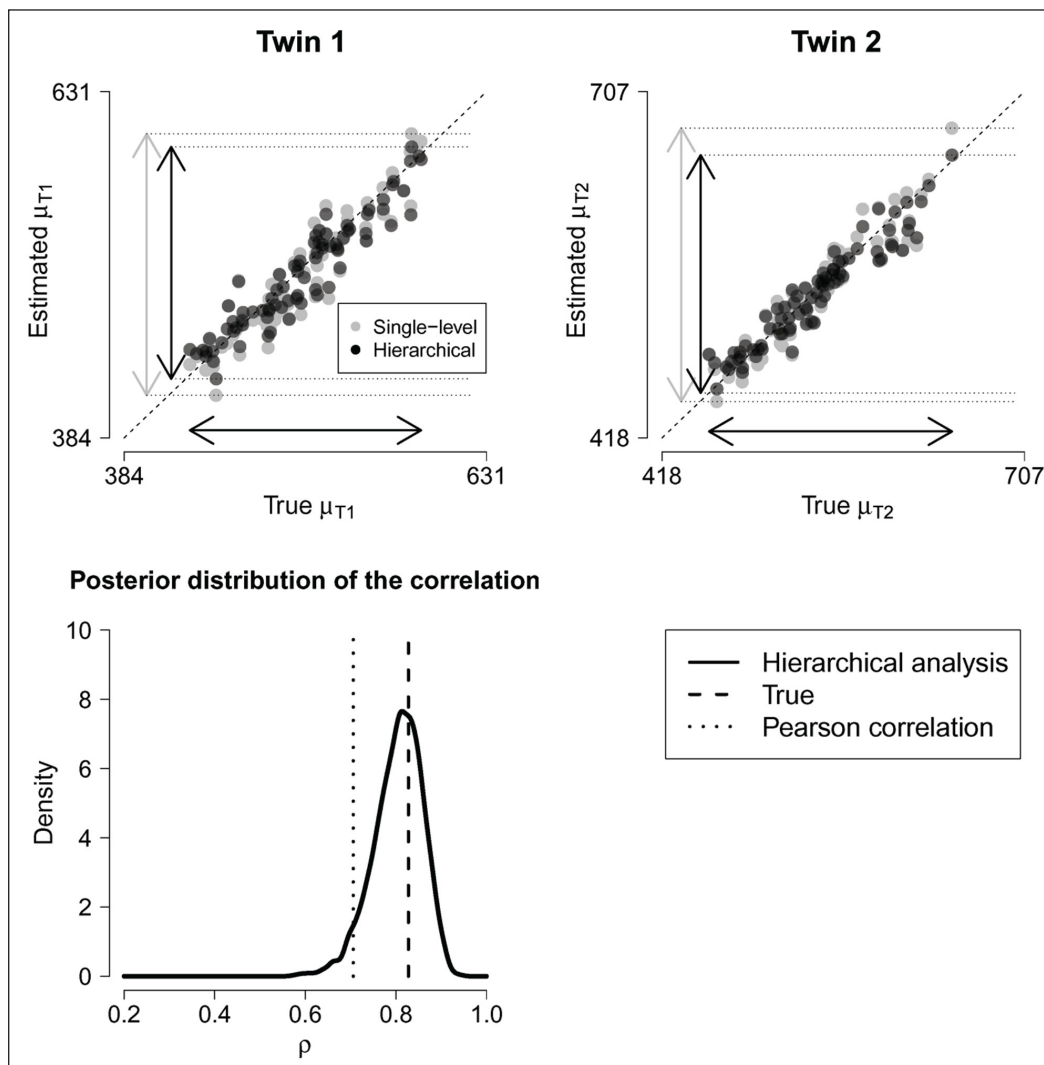 Twin 1
631
Estimated μT1
Single−level
Hierarchical
384
384
631
True μT1
Twin 2
707
Estimated μT2
418
418
707
True μT2
Posterior distribution of the correlation
10
8
6
4
2
0
Density
0.2
0.4
0.6
0.8
1.0
ρ
Hierarchical analysis
True
Pearson correlation